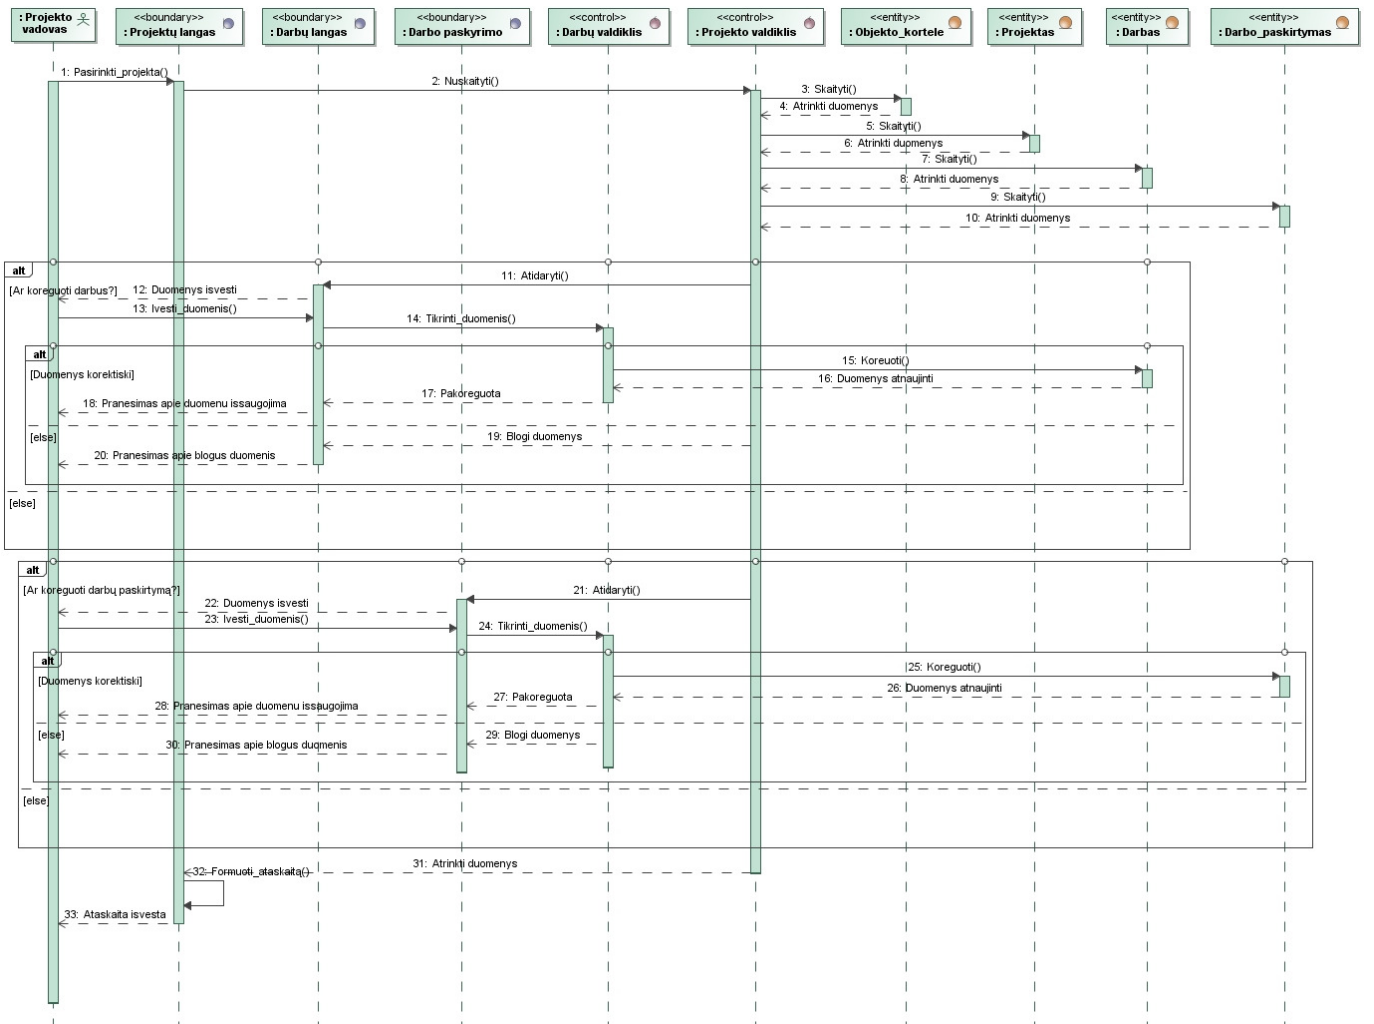 : Projekto
vadovas
<<boundary>>
: Projektų langas
<<boundary>>
: Darbų langas
<<boundary>>
: Darbo paskyrimo
<<control>>
: Darbų valdiklis
<<control>>
: Projekto valdiklis
<<entity>>
: Objekto_kortele
<<entity>>
: Projektas
<<entity>>
: Darbas
<<entity>>
: Darbo_paskirtymas
1: Pasirinkti_projekta()
2: Nuskaityti()
3: Skaityti()
4: Atrinkti duomenys
5: Skaityti()
6: Atrinkti duomenys
7: Skaityti()
8: Atrinkti duomenys
9: Skaityti()
10: Atrinkti duomenys
alt
11: Atidaryti()
[Ar koreguoti darbus?]
12: Duomenys isvesti
13: Ivesti_duomenis()
14: Tikrinti_duomenis()
alt
15: Koreuoti()
[Duomenys korektiski]
16: Duomenys atnaujinti
17: Pakoreguota
18: Pranesimas apie duomenu issaugojima
[else]
19: Blogi duomenys
20: Pranesimas apie blogus duomenis
[else]
alt
[Ar koreguoti darbų paskirtymą?]
21: Atidaryti()
22: Duomenys isvesti
23: Ivesti_duomenis()
24: Tikrinti_duomenis()
alt
25: Koreguoti()
[Duomenys korektiski]
26: Duomenys atnaujinti
27: Pakoreguota
28: Pranesimas apie duomenu issaugojima
[else]
29: Blogi duomenys
30: Pranesimas apie blogus duomenis
[else]
31: Atrinkti duomenys
32: Formuoti_ataskaitą()
33: Ataskaita isvesta